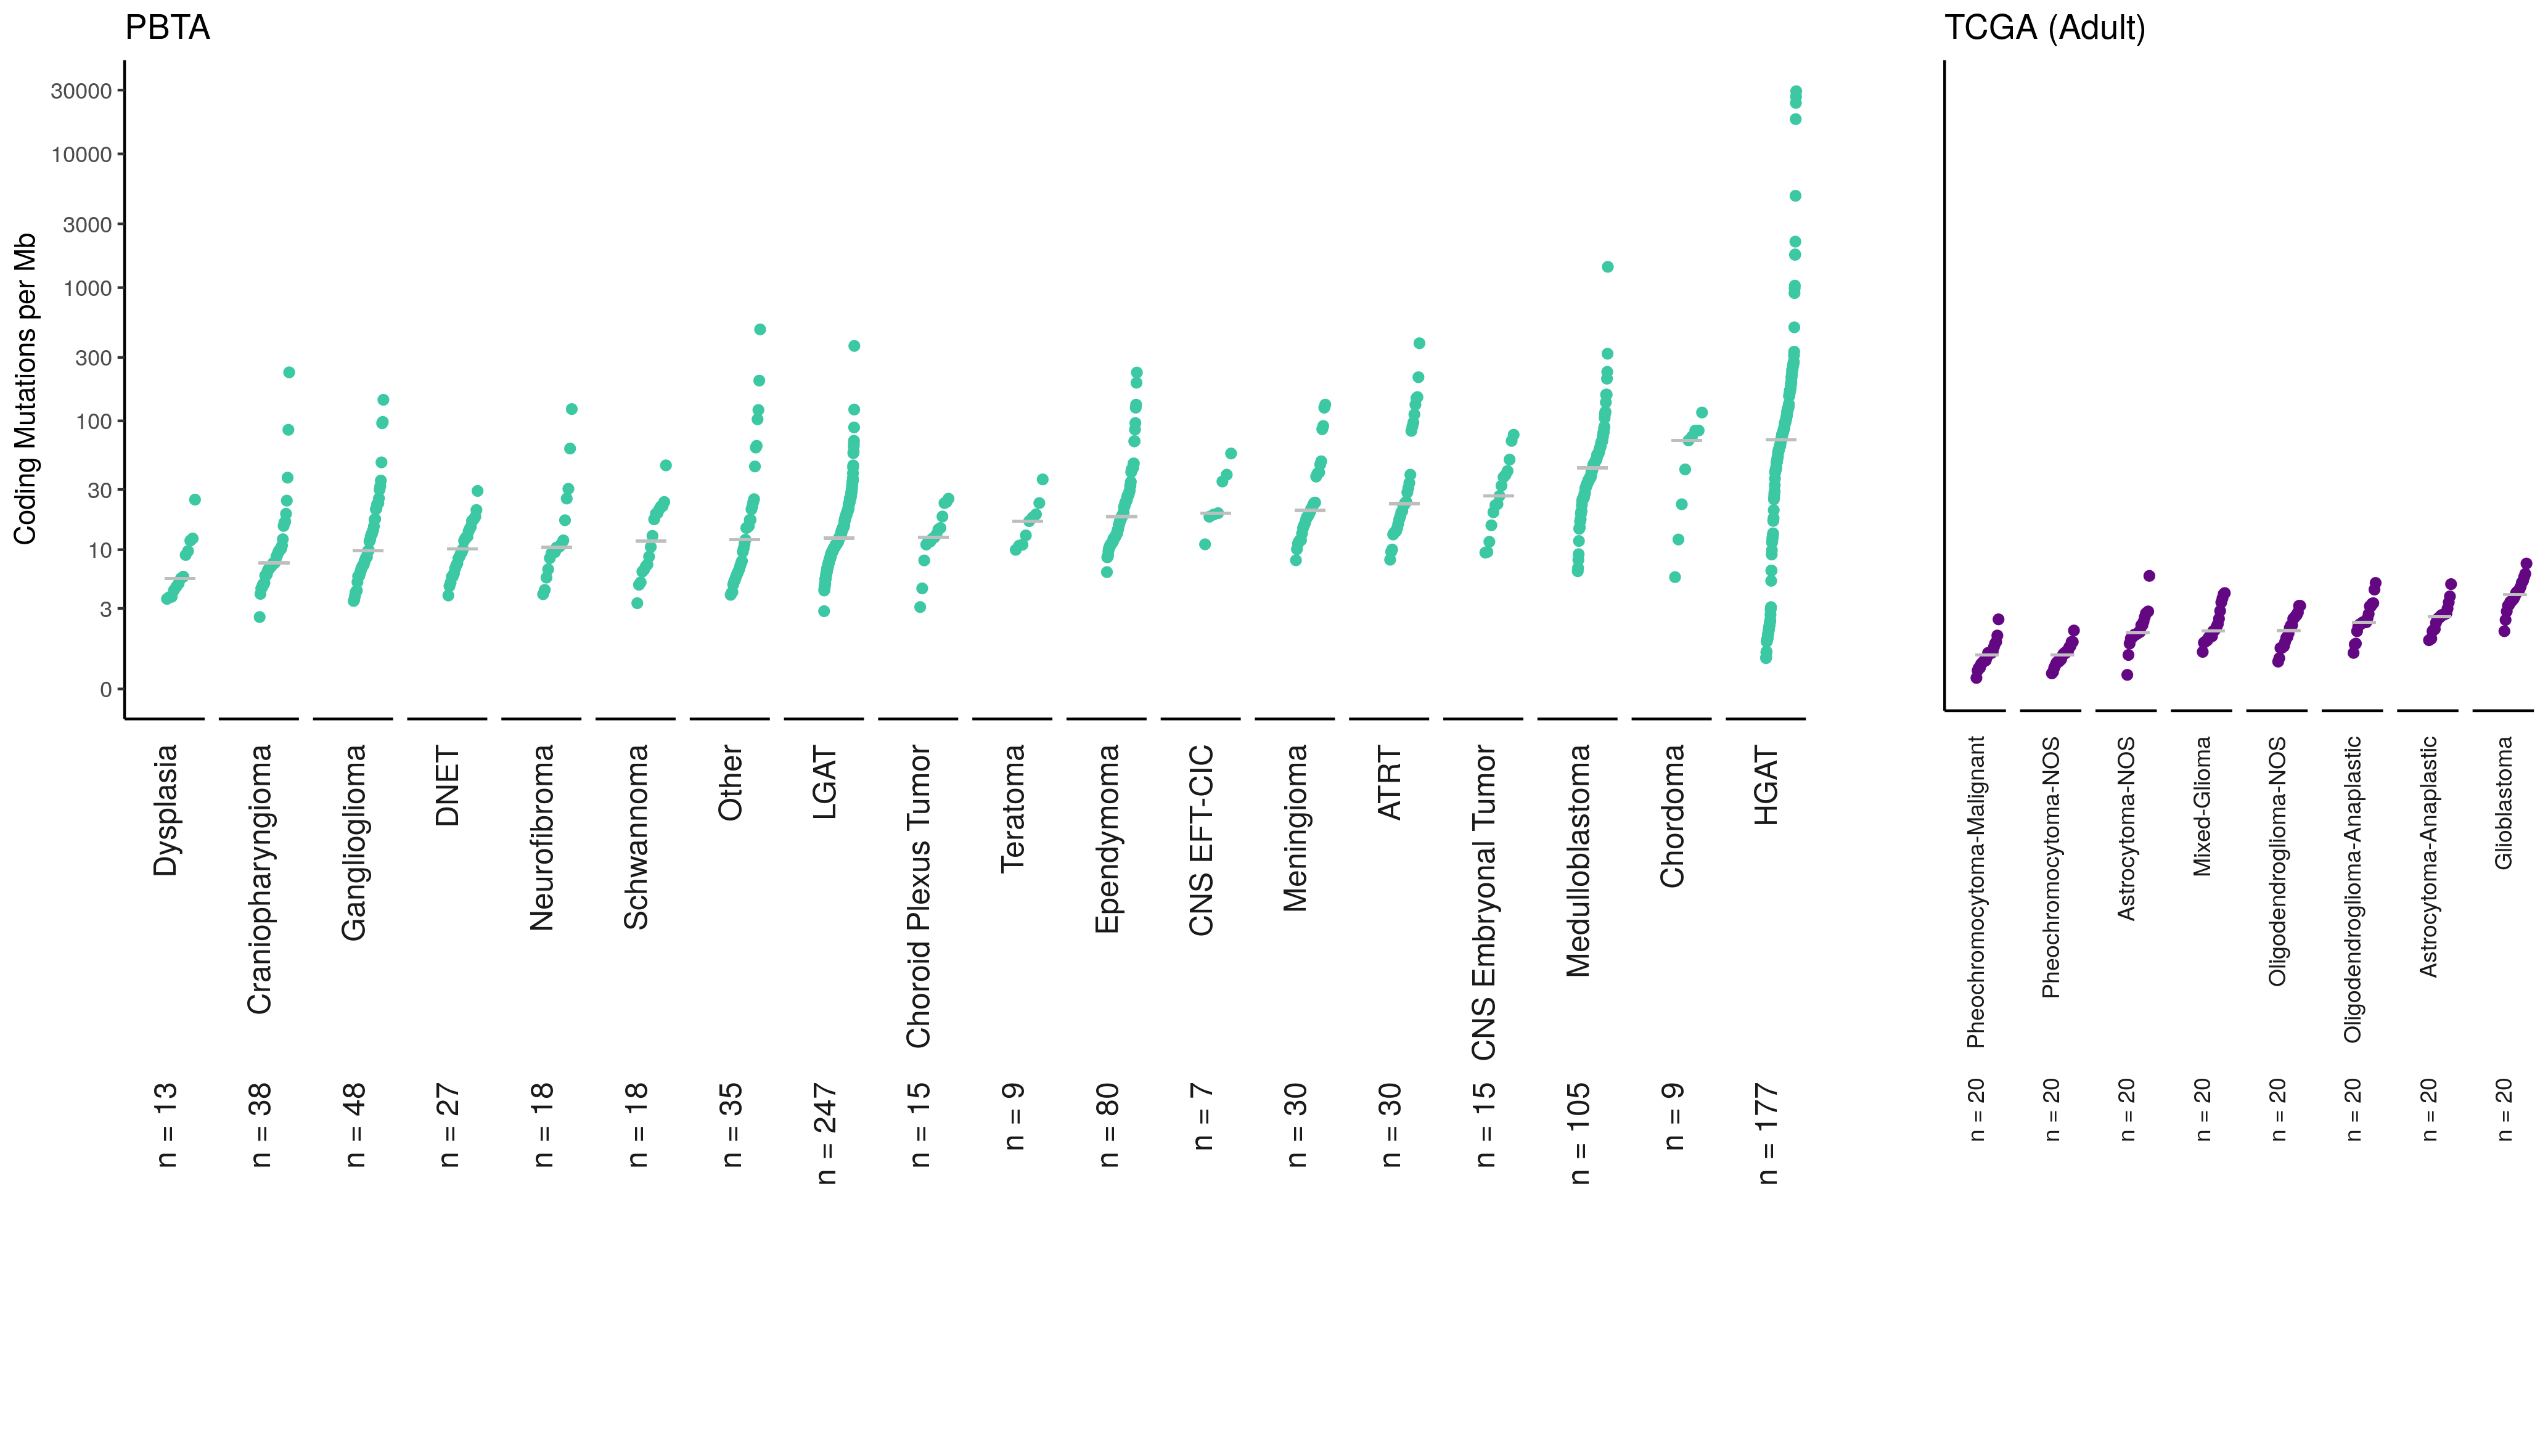 PBTA
TCGA (Adult)
Coding Mutations per Mb
30000
10000
3000
1000
300
100
30
10
3
0
Dysplasia
Craniopharyngioma
Ganglioglioma
DNET
Neurofibroma
Schwannoma
Other
LGAT
Choroid Plexus Tumor
Teratoma
Ependymoma
CNS EFT-CIC
Meningioma
ATRT
CNS Embryonal Tumor
Medulloblastoma
Chordoma
HGAT
n = 13
n = 38
n = 48
n = 27
n = 18
n = 18
n = 35
n = 247
n = 15
n = 9
n = 80
n = 7
n = 30
n = 30
n = 15
n = 105
n = 9
n = 177
Pheochromocytoma-Malignant
Pheochromocytoma-NOS
Astrocytoma-NOS
Mixed-Glioma
Oligodendroglioma-NOS
Oligodendroglioma-Anaplastic
Astrocytoma-Anaplastic
Glioblastoma
n = 20
n = 20
n = 20
n = 20
n = 20
n = 20
n = 20
n = 20